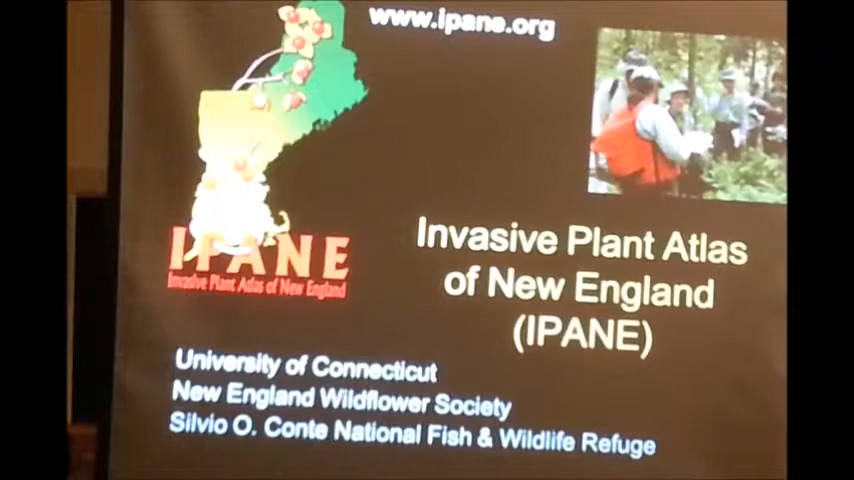 www.ipane.org
IPANE
Invasive Plant Atlas of New England
Invasive Plant Atlas
of New England
(IPANE)
University of Connecticut
New England Wildflower Society
Silvio O. Conte National Fish & Wildlife Refuge